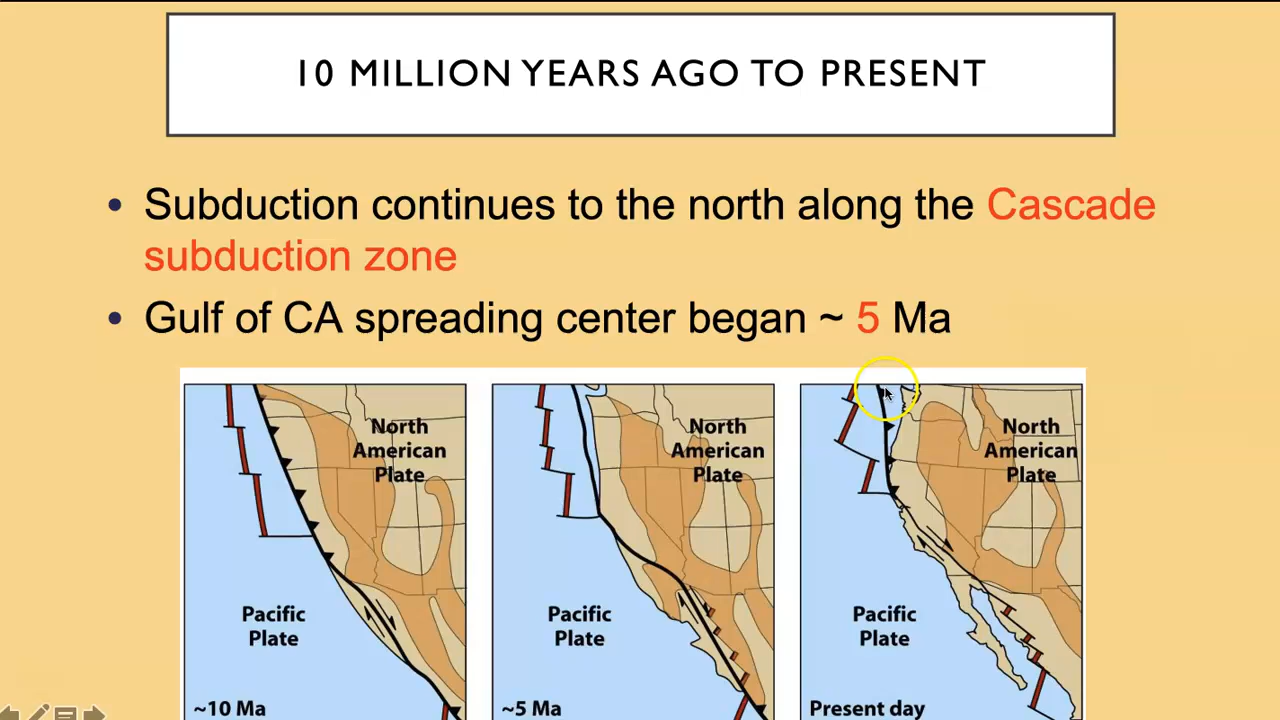 10 MILLION YEARS AGO TO PRESENT
• Subduction continues to the north along the Cascade
subduction zone
• Gulf of CA spreading center began ~ 5 Ma
North
American
Plate
Pacific
Plate
~10 Ma
North
American
Plate
Pacific
Plate
~5 Ma
North
American
Plate
Pacific
Plate
Present day